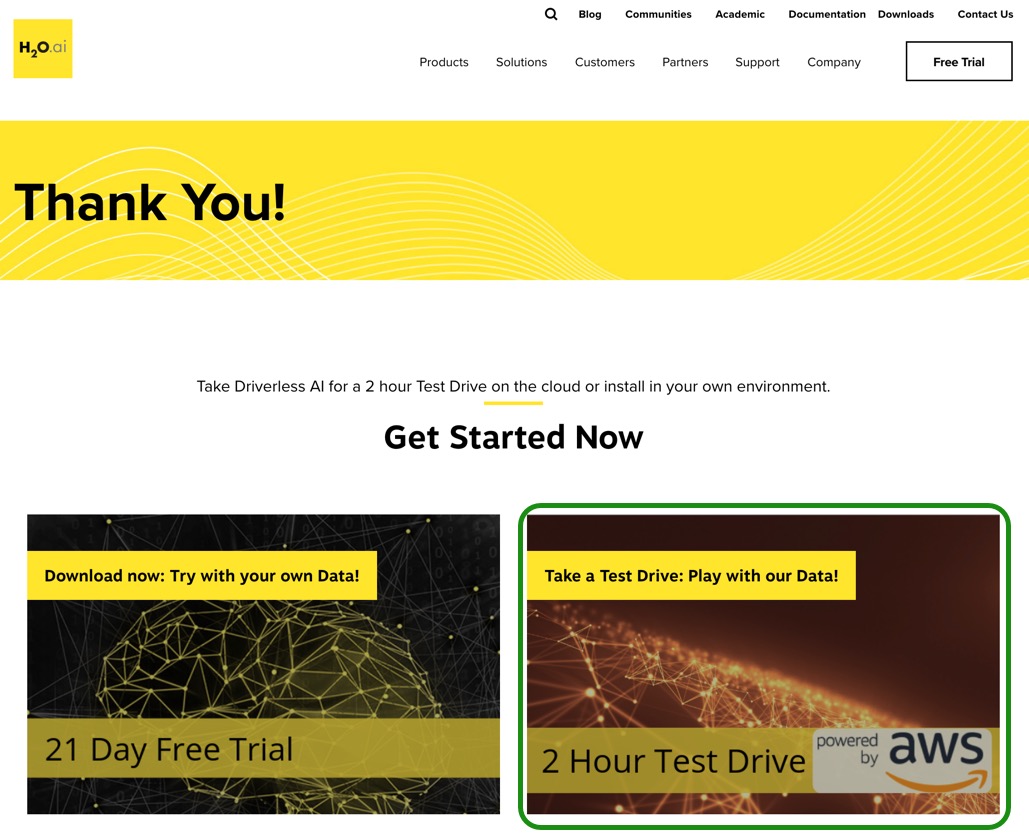 Blog Communities Academic Documentation Downloads Contact Us
H2O.ai
Products Solutions Customers Partners Support Company Free Trial
Thank You!
Take Driverless AI for a 2 hour Test Drive on the cloud or install in your own environment.
Get Started Now
Download now: Try with your own Data!
21 Day Free Trial
Take a Test Drive: Play with our Data!
2 Hour Test Drive
powered
by
aws